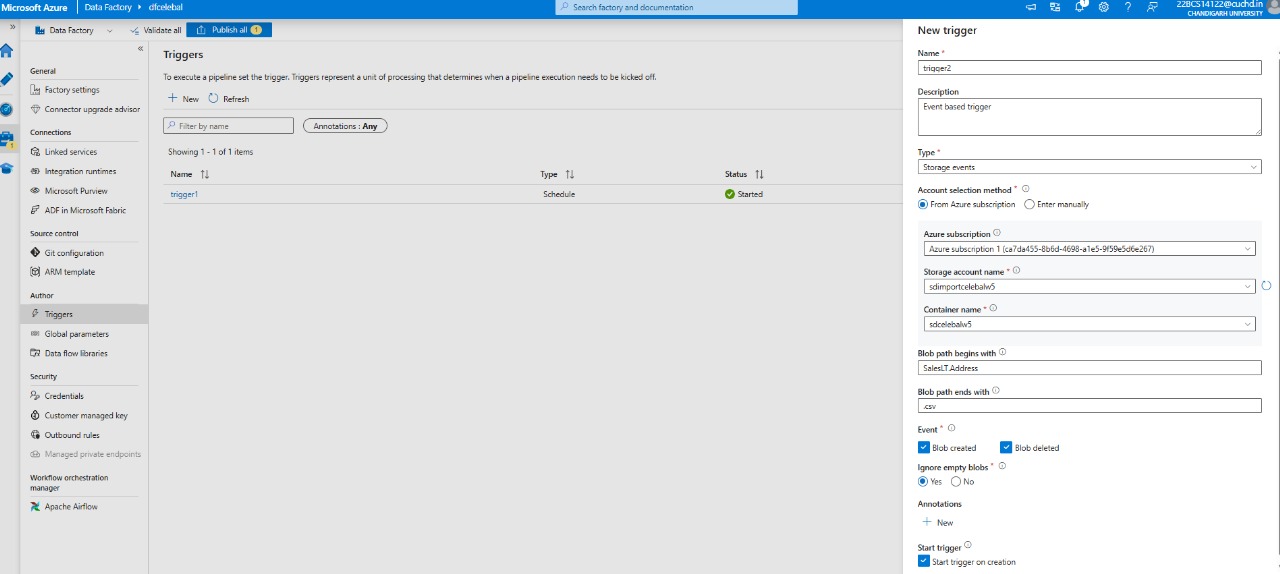 Microsoft Azure Data Factory dfcelebal Search factory and documentation 1 22BCS14122@cuchd.in
CHANDIGARH UNIVERSITY
Data Factory Validate all Publish all 1
General
Factory settings
Connector upgrade advisor
Connections
Linked services
Integration runtimes
Microsoft Purview
ADF in Microsoft Fabric
Source control
Git configuration
ARM template
Author
Triggers
Global parameters
Data flow libraries
Security
Credentials
Customer managed key
Outbound rules
Managed private endpoints
Workflow orchestration
manager
Apache Airflow
1
Triggers
To execute a pipeline set the trigger. Triggers represent a unit of processing that determines when a pipeline execution needs to be kicked off.
New Refresh
Filter by name Annotations : Any
Showing 1 - 1 of 1 items
Name Type Status
trigger1 Schedule Started
New trigger
Name *
trigger2
Description
Event based trigger
Type *
Storage events
Account selection method *
From Azure subscription Enter manually
Azure subscription
Azure subscription 1 (ca7da455-8b6d-4698-a1e5-9f59e5d6e267)
Storage account name *
sdimportcelebalw5
Container name *
sdcelebalw5
Blob path begins with
SalesLT.Address
Blob path ends with
.csv
Event *
Blob created Blob deleted
Ignore empty blobs *
Yes No
Annotations
New
Start trigger
Start trigger on creation